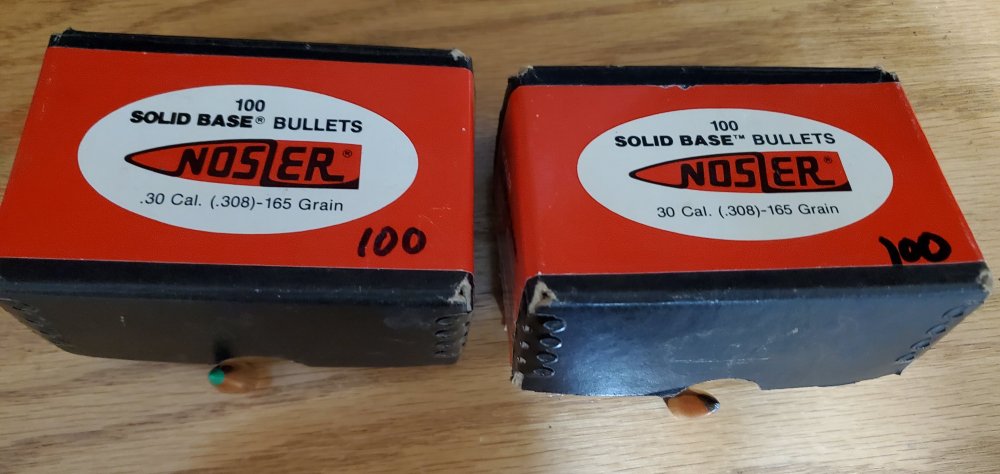 100
SOLID BASE® BULLETS
NOSLER®
.30 Cal. (.308)-165 Grain
100
100
SOLID BASE™ BULLETS
NOSLER®
30 Cal. (.308)-165 Grain
100